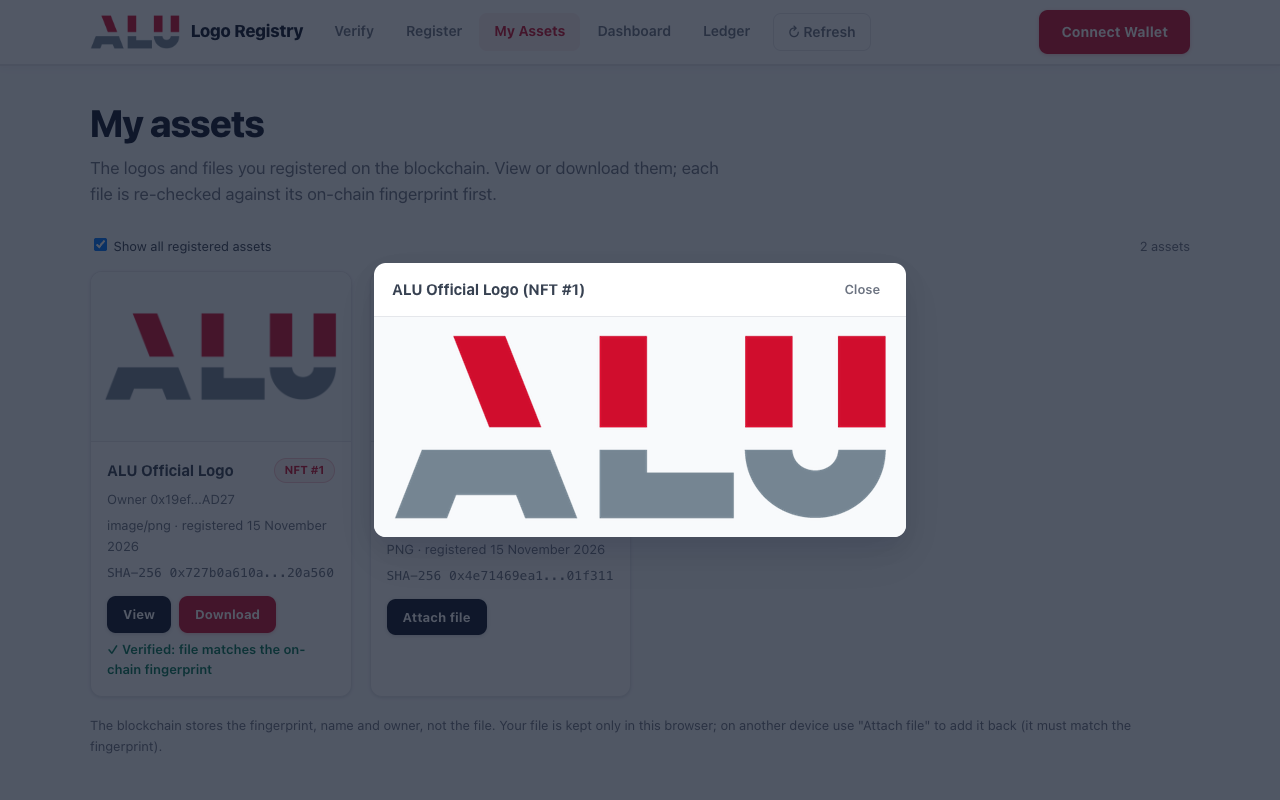 ALU Logo Registry Verify Register My Assets Dashboard Ledger ↻ Refresh Connect Wallet
My assets
The logos and files you registered on the blockchain. View or download them; each
file is re-checked against its on-chain fingerprint first.
Show all registered assets 2 assets
ALU Official Logo (NFT #1) Close
ALU
ALU
ALU Official Logo NFT #1
Owner 0x19ef...AD27
image/png · registered 15 November
2026
SHA-256 0x727b0a610a...20a560
View Download
✓ Verified: file matches the on-
chain fingerprint
PNG · registered 15 November 2026
SHA-256 0x4e71469ea1...01f311
Attach file
The blockchain stores the fingerprint, name and owner, not the file. Your file is kept only in this browser; on another device use "Attach file" to add it back (it must match the
fingerprint).